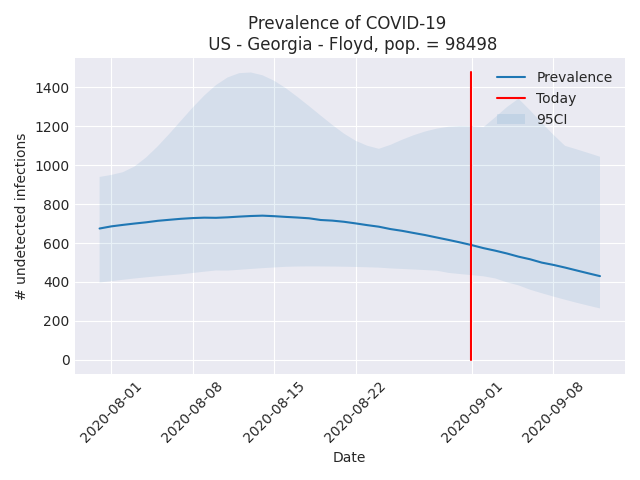 Prevalence of COVID-19
US - Georgia - Floyd, pop. = 98498
Prevalence
Today
95CI
1400
1200
1000
800
600
400
200
0
# undetected infections
2020-08-01
2020-08-08
2020-08-15
2020-08-22
2020-09-01
2020-09-08
Date